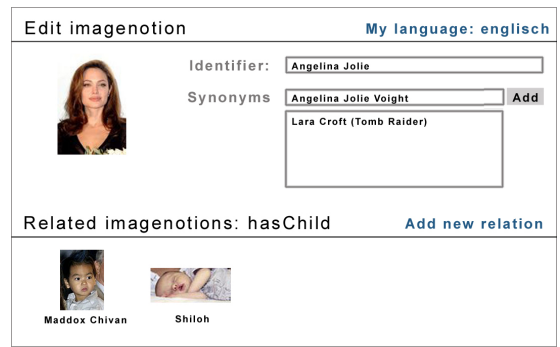 Edit imagenotion
My language: englisch
Identifier:
Angelina Jolie
Synonyms
Angelina Jolie Voight
Add
Lara Croft (Tomb Raider)
Related imagenotions: hasChild
Add new relation
Maddox Chivan
Shiloh